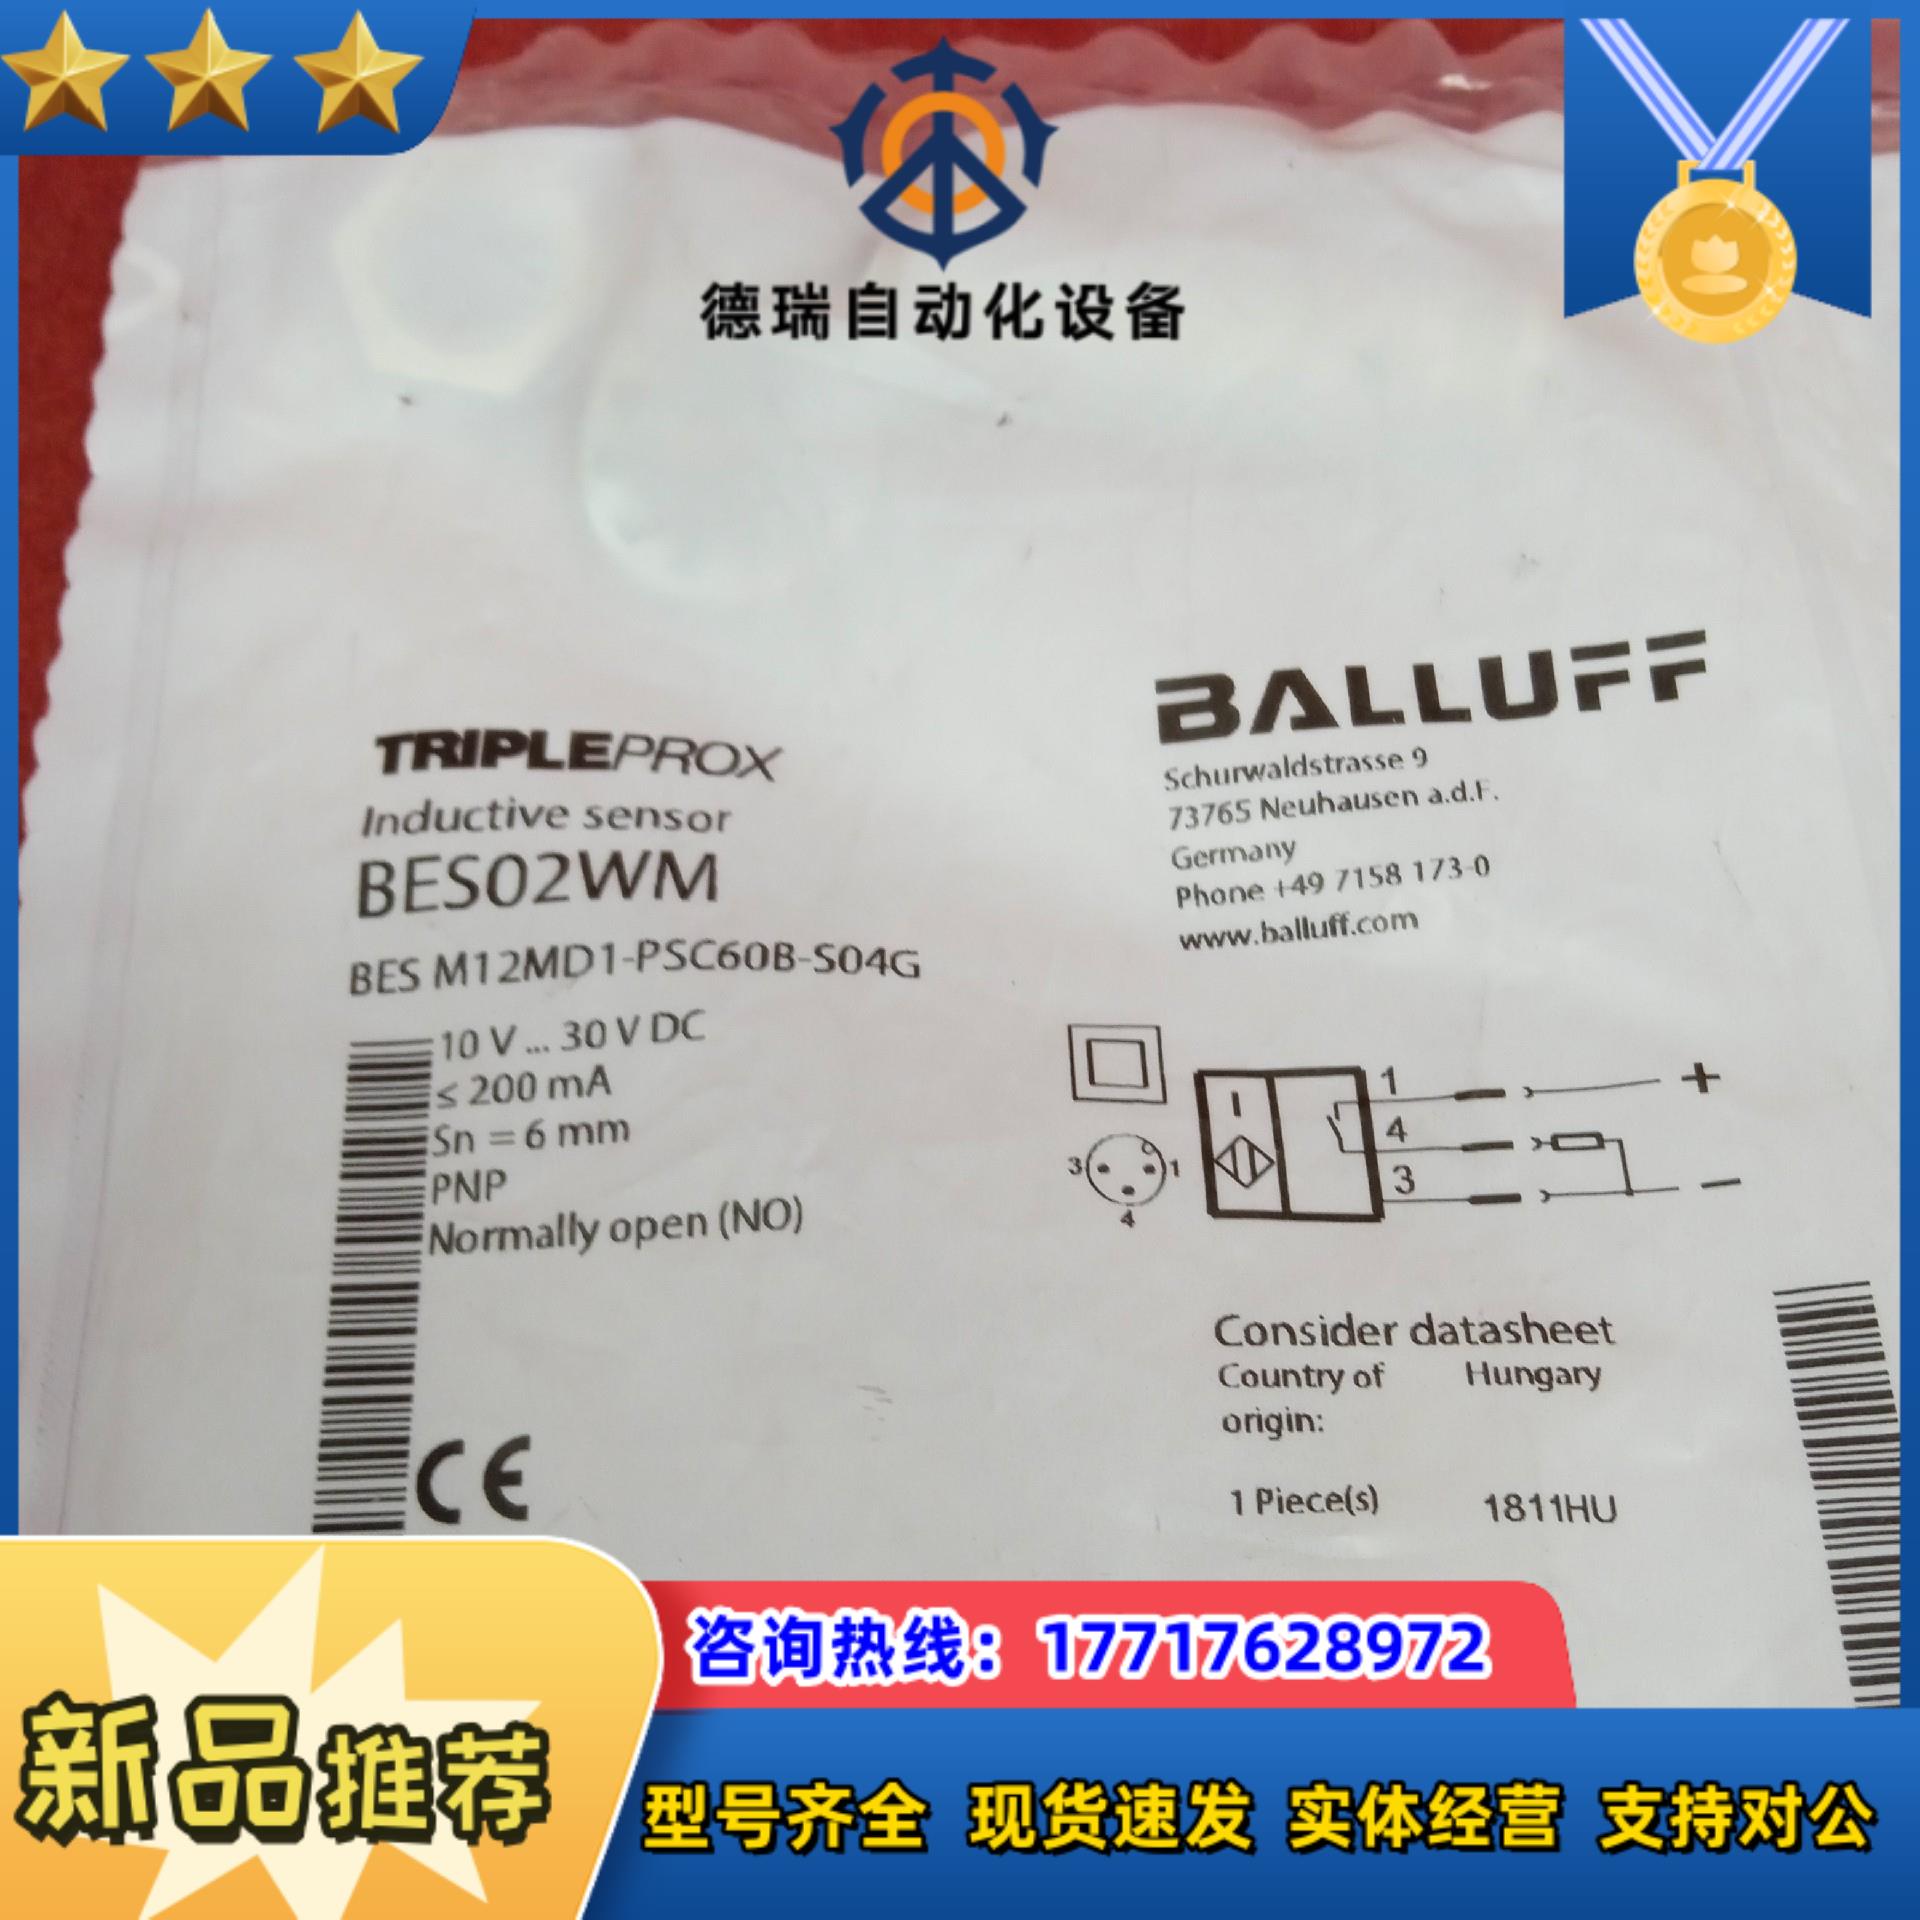 德瑞自动化设备
BALLUFF
Schurwaldstrasse 9
73765 Neuhausen a.d.F.
Germany
Phone +49 7158 173-0
www.balluff.com
TRIPLEPROX
Inductive sensor
BES02WM
BES M12MD1-PSC60B-S04G
10 V ... 30 V DC
≤ 200 mA
Sn = 6 mm
PNP
Normally open (NO)
1 +
4
3 −
3 1
4
Consider datasheet
Country of Hungary
origin:
1 Piece(s) 1811HU
CE
咨询热线：17717628972
新品推荐
型号齐全 现货速发 实体经营 支持对公